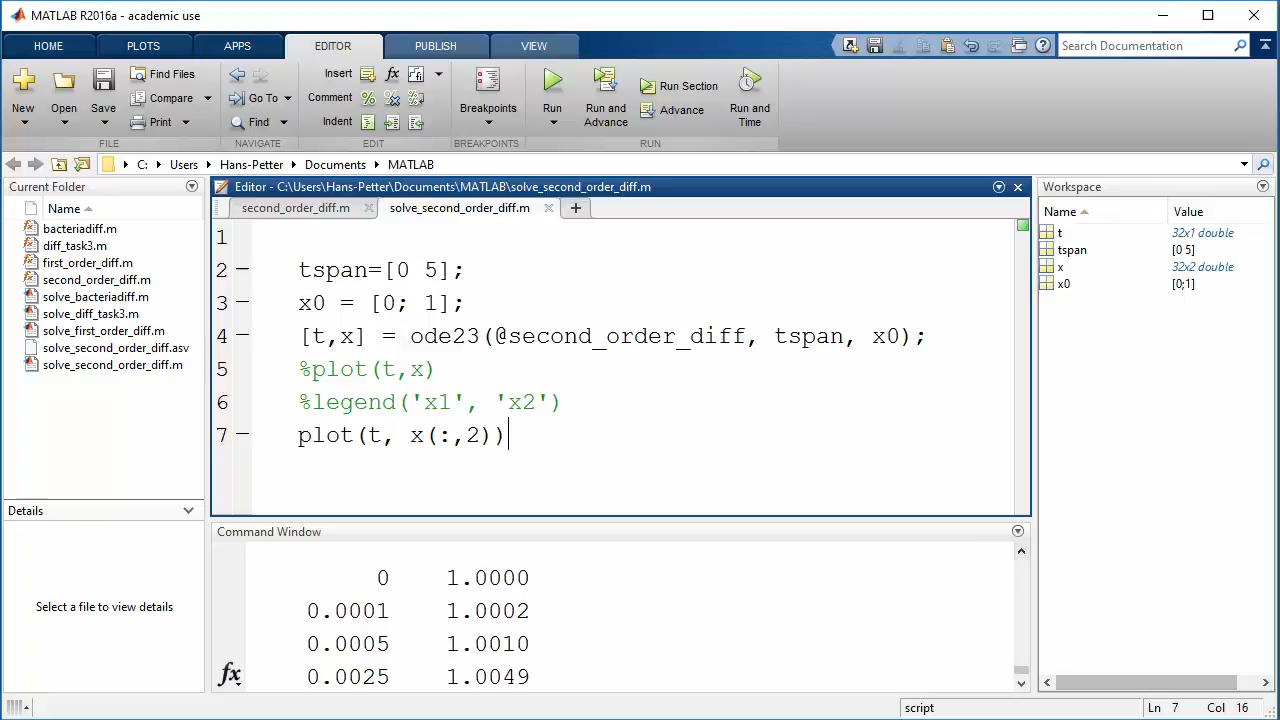 MATLAB R2016a - academic use
HOME PLOTS APPS EDITOR PUBLISH VIEW
Search Documentation
New Open Save
Find Files
Compare
Print
Go To
Find
Insert fx
Comment %
Indent
Breakpoints
Run
Run and Advance
Run Section
Advance
Run and Time
FILE NAVIGATE EDIT BREAKPOINTS RUN
C: Users Hans-Petter Documents MATLAB
Current Folder
Name
bacteriadiff.m
diff_task3.m
first_order_diff.m
second_order_diff.m
solve_bacteriadiff.m
solve_diff_task3.m
solve_first_order_diff.m
solve_second_order_diff.asv
solve_second_order_diff.m
Details
Select a file to view details
Editor - C:\Users\Hans-Petter\Documents\MATLAB\solve_second_order_diff.m
second_order_diff.m solve_second_order_diff.m +
1
2 – tspan=[0 5];
3 – x0 = [0; 1];
4 – [t,x] = ode23(@second_order_diff, tspan, x0);
5 %plot(t,x)
6 %legend('x1', 'x2')
7 – plot(t, x(:,2))
Command Window
0 1.0000
0.0001 1.0002
0.0005 1.0010
0.0025 1.0049
fx
Workspace
Name Value
t 32x1 double
tspan [0 5]
x 32x2 double
x0 [0;1]
script Ln 7 Col 16